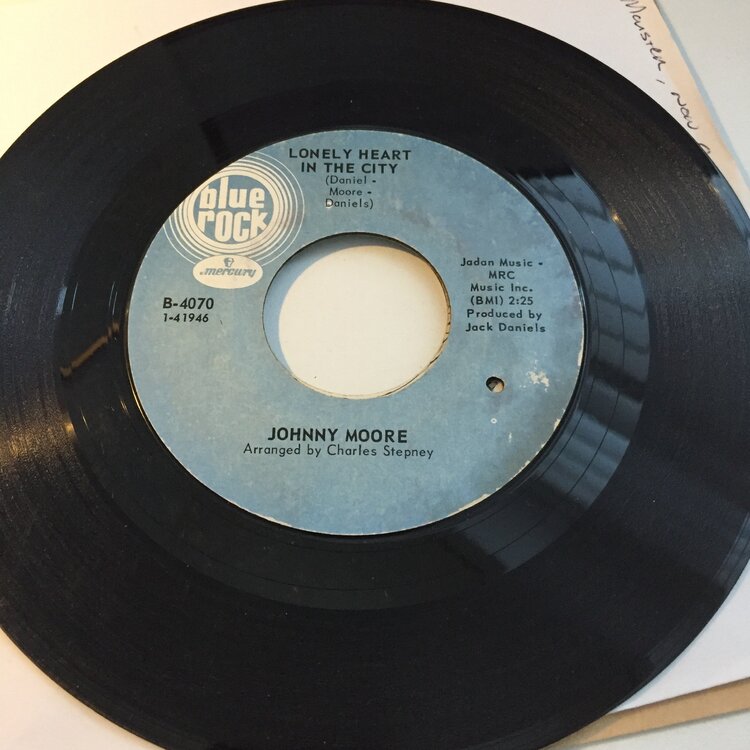 LONELY HEART
IN THE CITY
(Daniel -
Moore -
Daniels)
blue
rock
mercury
B-4070
1-41946
Jadan Music -
MRC
Music Inc.
(BMI) 2:25
Produced by
Jack Daniels
JOHNNY MOORE
Arranged by Charles Stepney